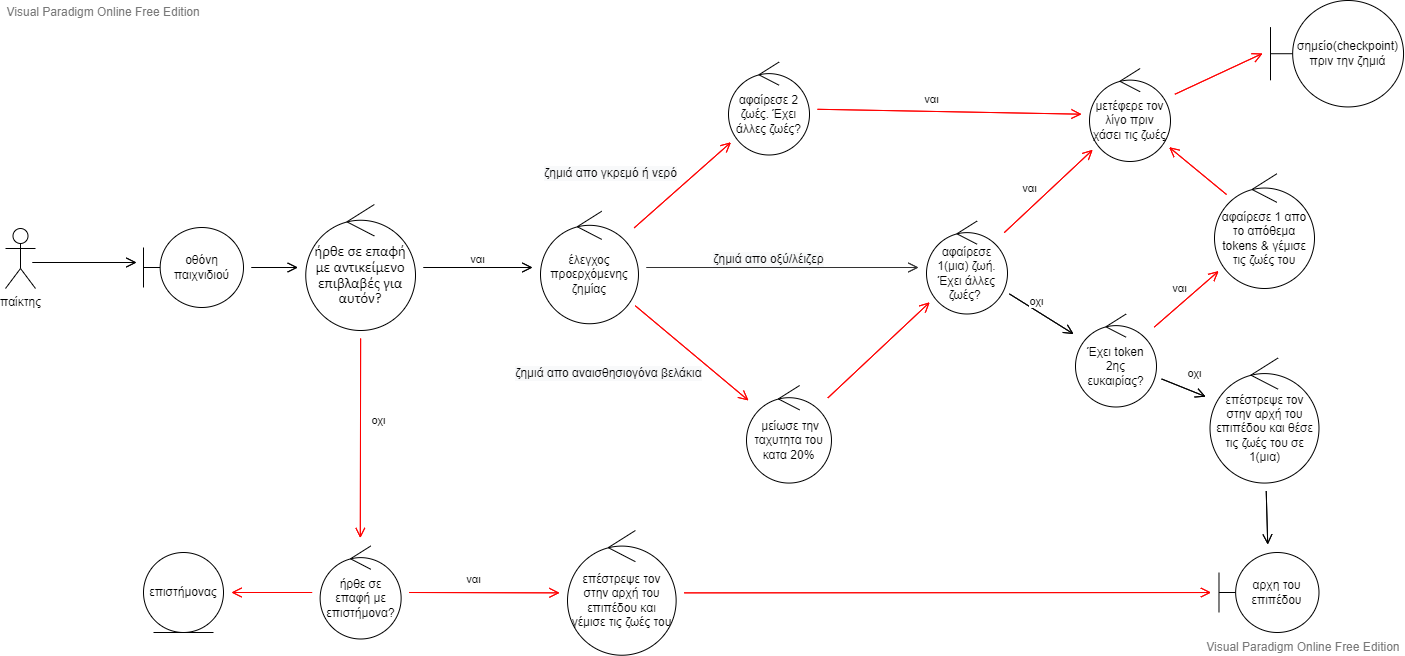 Visual Paradigm Online Free Edition
σημείο(checkpoint)
πριν την ζημιά
αφαίρεσε 2
ζωές. Έχει
άλλες ζωές?
ναι
μετέφερε τον
λίγο πριν
χάσει τις ζωές
ζημιά απο γκρεμό ή νερό
ναι
αφαίρεσε 1 απο
το απόθεμα
tokens & γέμισε
τις ζωές του
παίκτης
οθόνη
παιχνιδιού
ήρθε σε επαφή
με αντικείμενο
επιβλαβές για
αυτόν?
ναι
έλεγχος
προερχόμενης
ζημίας
ζημιά απο οξύ/λέιζερ
αφαίρεσε
1(μια) ζωή.
Έχει άλλες
ζωές?
οχι
ναι
Έχει token
2ης
ευκαιρίας?
οχι
ζημιά απο αναισθησιογόνα βελάκια
μείωσε την
ταχυτητα του
κατα 20%
επέστρεψε τον
στην αρχή του
επιπέδου και θέσε
τις ζωές του σε
1(μια)
οχι
επιστήμονας
ήρθε σε
επαφή με
επιστήμονα?
ναι
επέστρεψε τον
στην αρχή του
επιπέδου και
γέμισε τις ζωές του
αρχη του
επιπέδου
Visual Paradigm Online Free Edition